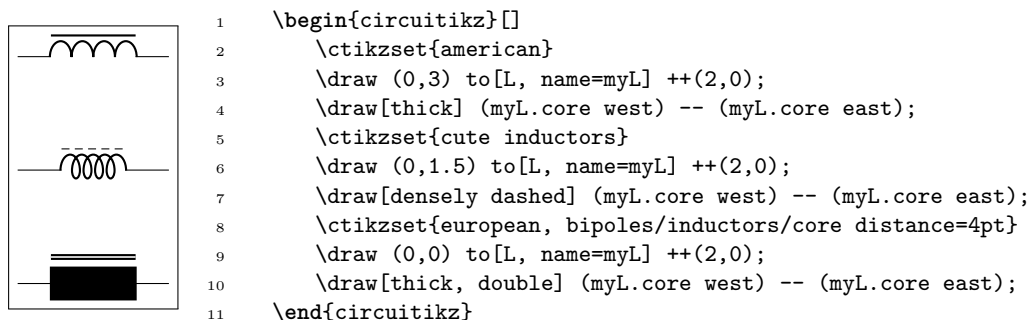 1 \begin{circuitikz}[]
2 \ctikzset{american}
3 \draw (0,3) to[L, name=myL] ++(2,0);
4 \draw[thick] (myL.core west) -- (myL.core east);
5 \ctikzset{cute inductors}
6 \draw (0,1.5) to[L, name=myL] ++(2,0);
7 \draw[densely dashed] (myL.core west) -- (myL.core east);
8 \ctikzset{european, bipoles/inductors/core distance=4pt}
9 \draw (0,0) to[L, name=myL] ++(2,0);
10 \draw[thick, double] (myL.core west) -- (myL.core east);
11 \end{circuitikz}